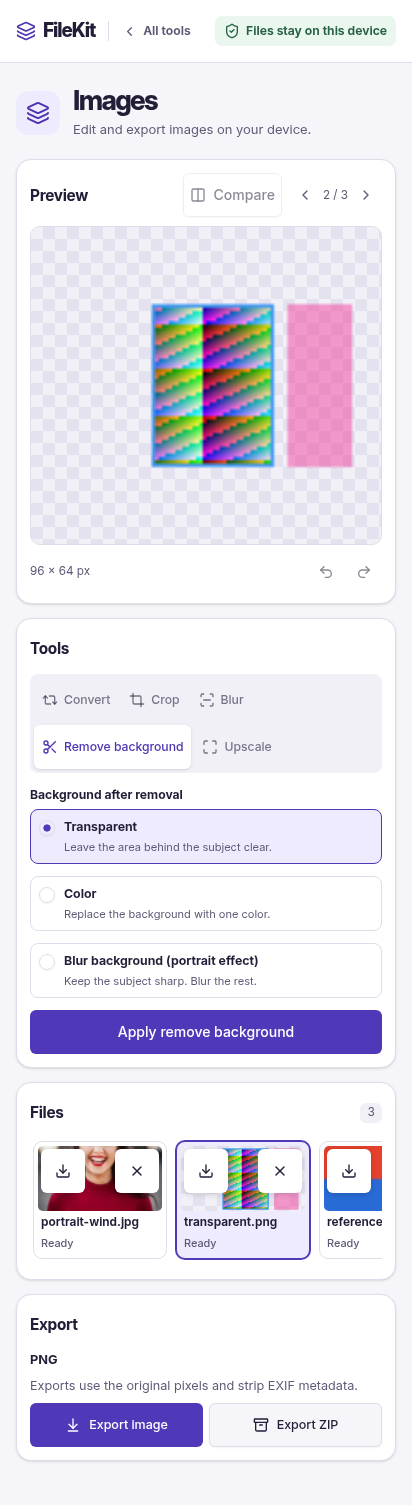 FileKit
All tools
Files stay on this device
Images
Edit and export images on your device.
Preview
Compare
2 / 3
96 × 64 px
Tools
Convert
Crop
Blur
Remove background
Upscale
Background after removal
Transparent
Leave the area behind the subject clear.
Color
Replace the background with one color.
Blur background (portrait effect)
Keep the subject sharp. Blur the rest.
Apply remove background
Files
3
portrait-wind.jpg
Ready
transparent.png
Ready
reference
Ready
Export
PNG
Exports use the original pixels and strip EXIF metadata.
Export Image
Export ZIP